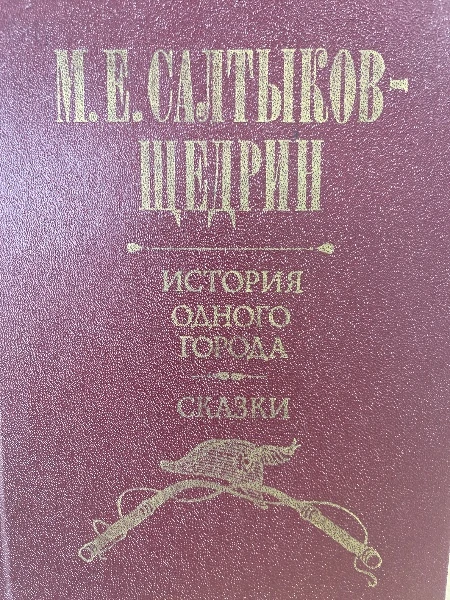 М. Е. САЛТЫКОВ-
ЩЕДРИН
ИСТОРИЯ
ОДНОГО
ГОРОДА
СКАЗКИ